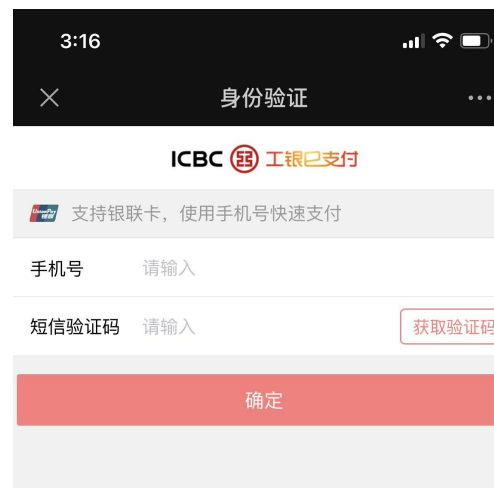 3:16
身份验证
ICBC 工银e支付
UnionPay 银联 支持银联卡，使用手机号快速支付
手机号 请输入
短信验证码 请输入 获取验证码
确定